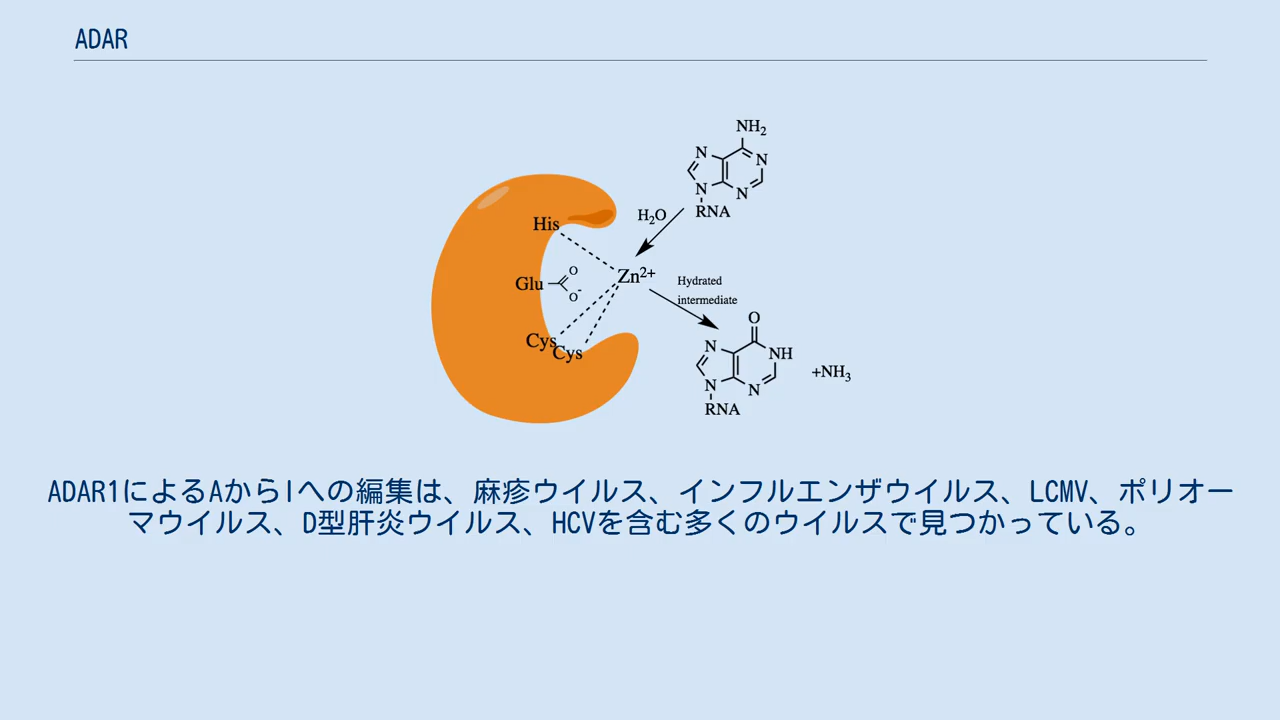 ADAR
NH2
N
N
N
N
RNA
H2O
His
Zn2+
Glu
O
O-
Hydrated
intermediate
Cys
Cys
O
N
NH
N
N
RNA
+NH3
ADAR1によるAからIへの編集は、麻疹ウイルス、インフルエンザウイルス、LCMV、ポリオー
マウイルス、D型肝炎ウイルス、HCVを含む多くのウイルスで見つかっている。